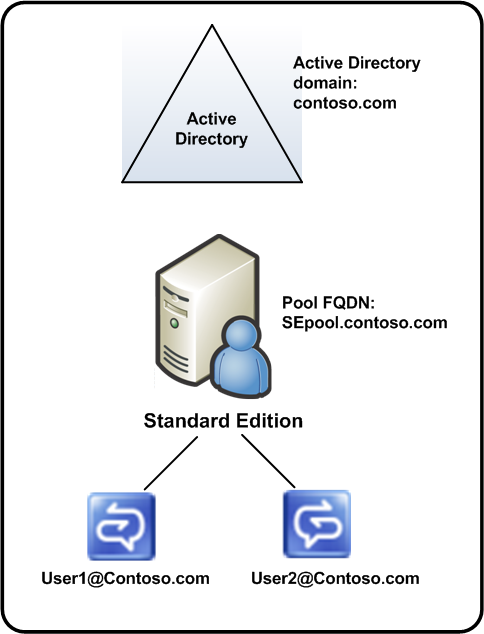 Active Directory
domain:
contoso.com
Active
Directory
Pool FQDN:
SEpool.contoso.com
Standard Edition
User1@Contoso.com
User2@Contoso.com